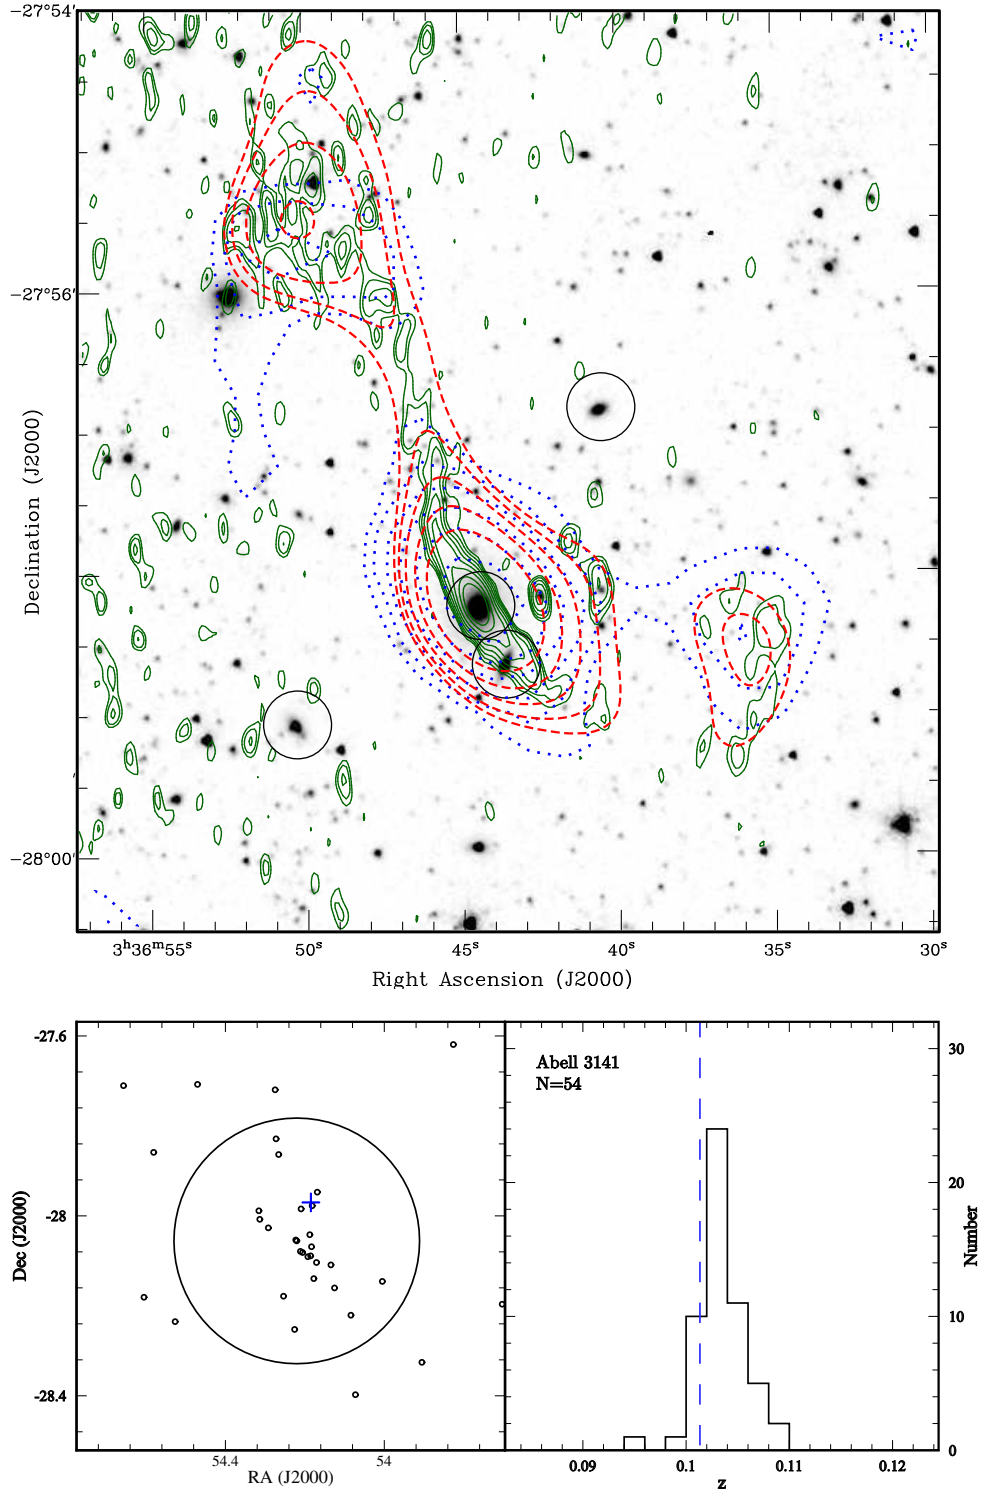 −27°54′
−27°56′
−28°00′
Declination (J2000)
3ʰ36ᵐ55ˢ
50ˢ
45ˢ
40ˢ
35ˢ
30ˢ
Right Ascension (J2000)
-27.6
-28
-28.4
Dec (J2000)
54.4
54
RA (J2000)
Abell 3141
N=54
30
20
10
0
Number
0.09
0.1
0.11
0.12
z